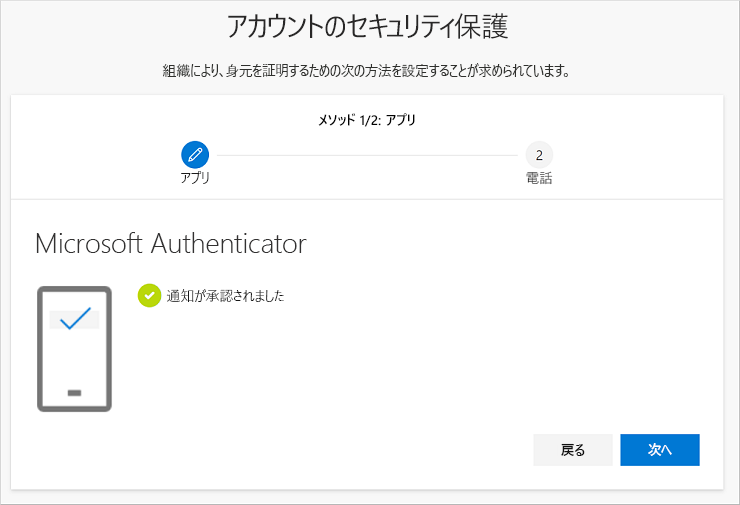 アカウントのセキュリティ保護
組織により、身元を証明するための次の方法を設定することが求められています。
メソッド 1/2: アプリ
2
アプリ
電話
Microsoft Authenticator
通知が承認されました
戻る
次へ